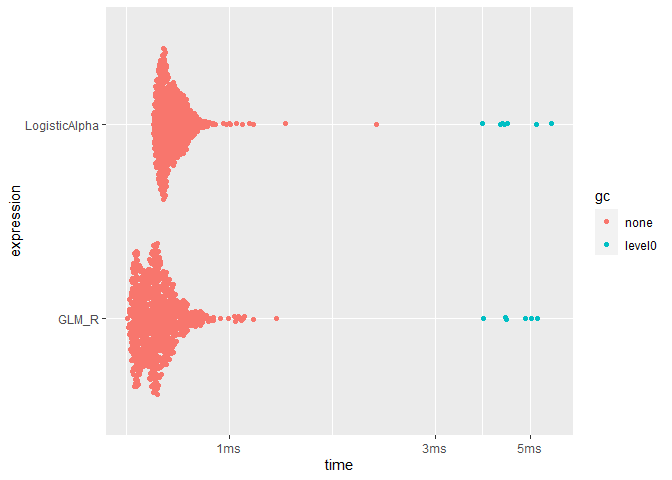 expression
LogisticAlpha
GLM_R
1ms
3ms
5ms
time
gc
none
level0